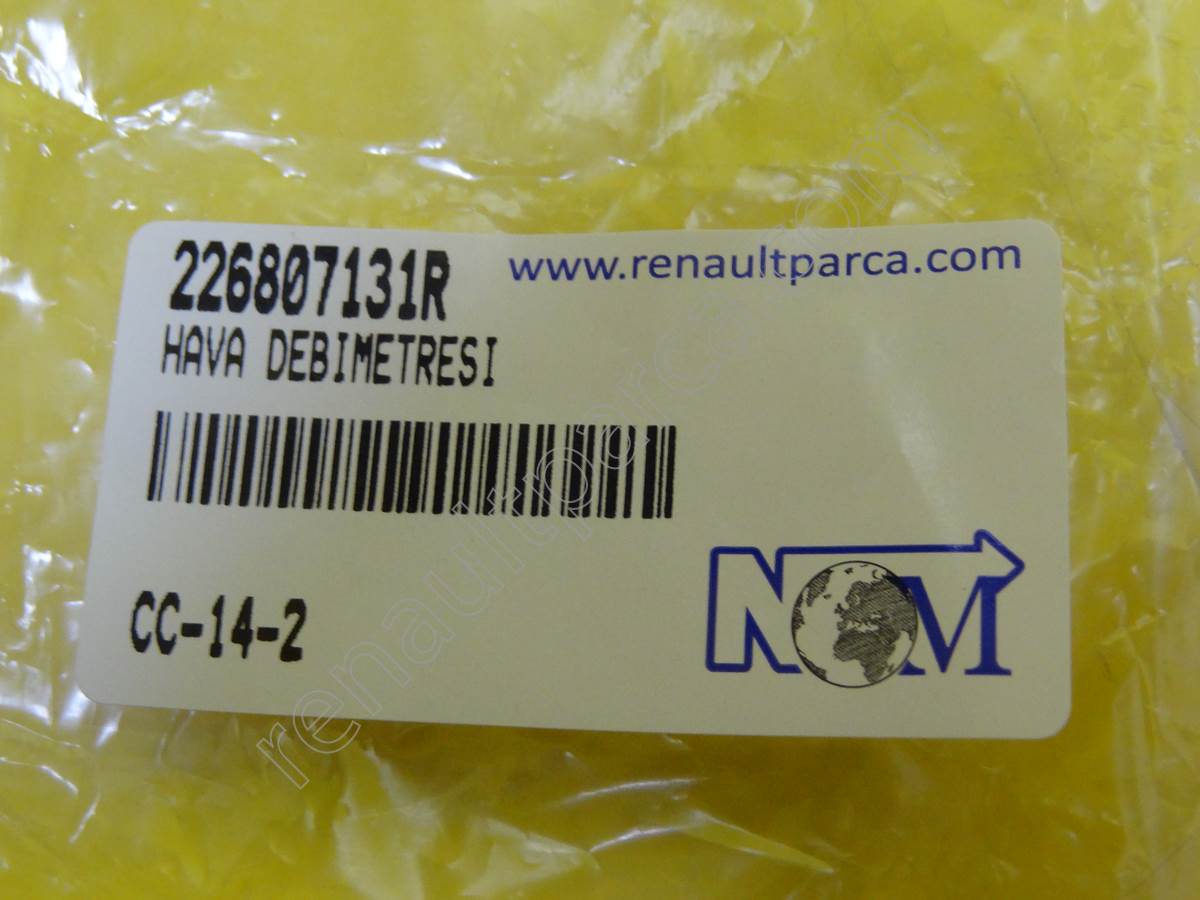 226807131R
www.renaultparca.com
HAVA DEBIMETRESI
CC-14-2
NOM
renaultparca.com